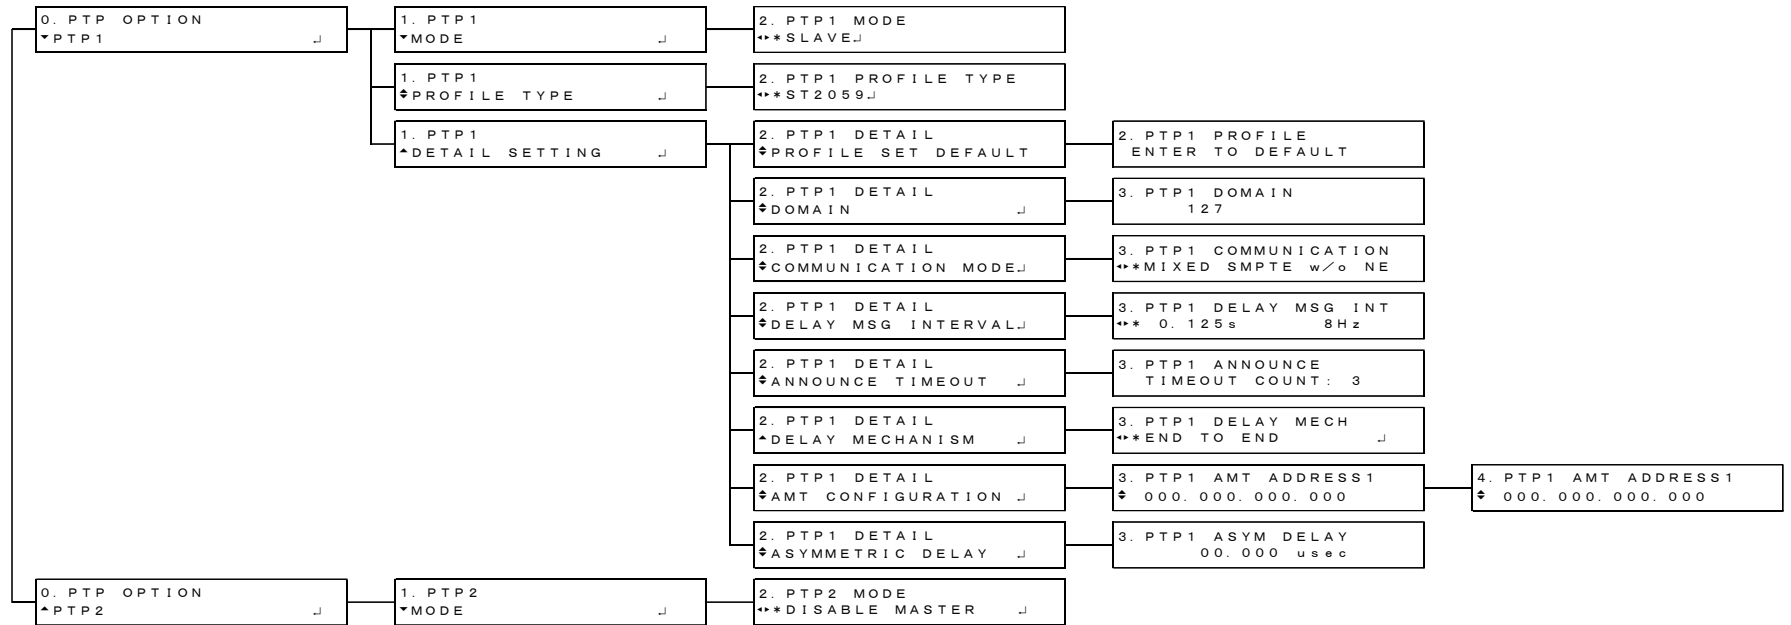 0. PTP OPTION
PTP1 ↵
1. PTP1
MODE ↵
2. PTP1 MODE
*SLAVE↵
1. PTP1
PROFILE TYPE ↵
2. PTP1 PROFILE TYPE
*ST2059↵
1. PTP1
DETAIL SETTING ↵
2. PTP1 DETAIL
PROFILE SET DEFAULT
2. PTP1 PROFILE
ENTER TO DEFAULT
2. PTP1 DETAIL
DOMAIN ↵
3. PTP1 DOMAIN
127
2. PTP1 DETAIL
COMMUNICATION MODE↵
3. PTP1 COMMUNICATION
*MIXED SMPTE w/o NE
2. PTP1 DETAIL
DELAY MSG INTERVAL↵
3. PTP1 DELAY MSG INT
* 0.125s 8Hz
2. PTP1 DETAIL
ANNOUNCE TIMEOUT ↵
3. PTP1 ANNOUNCE
TIMEOUT COUNT: 3
2. PTP1 DETAIL
DELAY MECHANISM ↵
3. PTP1 DELAY MECH
*END TO END ↵
2. PTP1 DETAIL
AMT CONFIGURATION ↵
3. PTP1 AMT ADDRESS1
000.000.000.000
4. PTP1 AMT ADDRESS1
000.000.000.000
2. PTP1 DETAIL
ASYMMETRIC DELAY ↵
3. PTP1 ASYM DELAY
00.000 usec
0. PTP OPTION
PTP2 ↵
1. PTP2
MODE ↵
2. PTP2 MODE
*DISABLE MASTER ↵